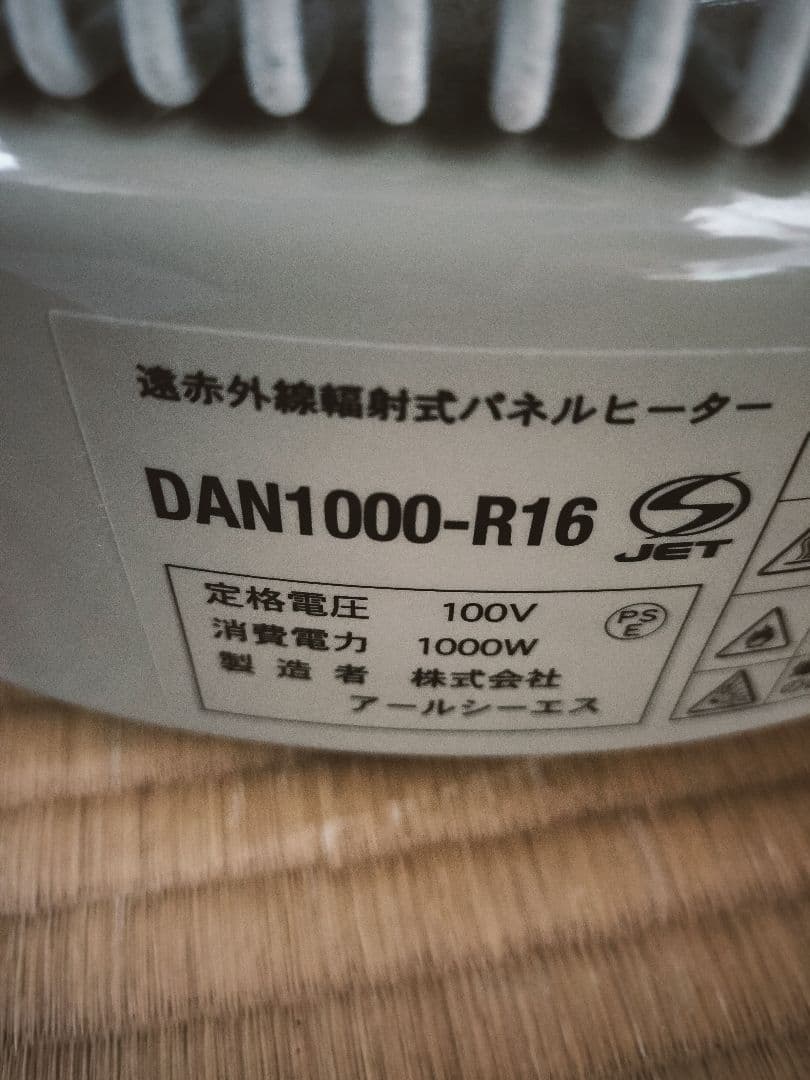 遠赤外線輻射式パネルヒーター
DAN1000-R16
JET
定格電圧 100V
PSE
消費電力 1000W
製造者 株式会社
アールシーエス